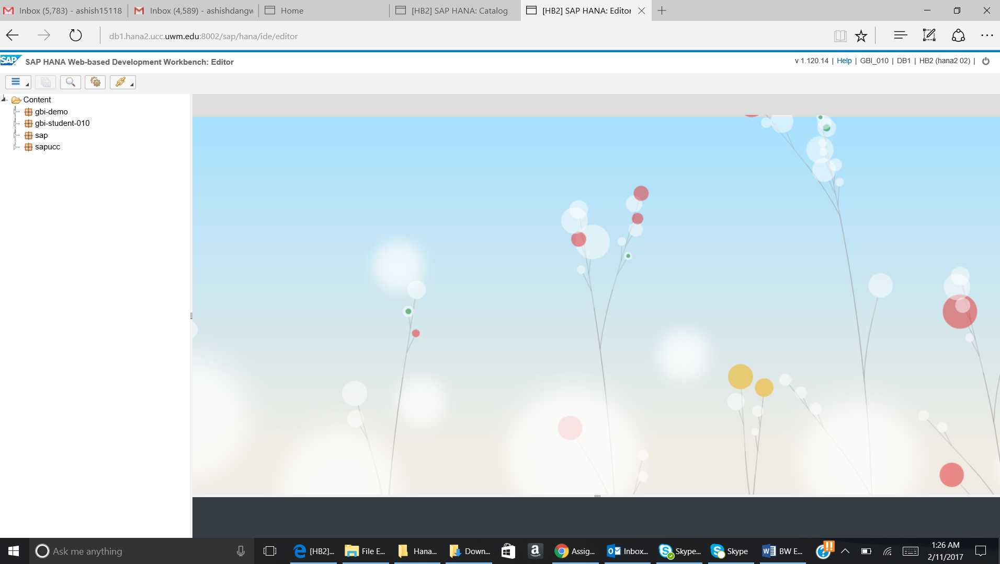 Inbox (5,783) - ashish15118
Inbox (4,589) - ashishdangw
Home
[HB2] SAP HANA: Catalog
[HB2] SAP HANA: Editor
db1.hana2.ucc.uwm.edu:8002/sap/hana/ide/editor
SAP
SAP HANA Web-based Development Workbench: Editor
v 1.120.14 | Help | GBI_010 | DB1 | HB2 (hana2 02) |
Content
gbi-demo
gbi-student-010
sap
sapucc
Ask me anything
[HB2]...
File E...
Hana...
Down...
a
Assig...
Inbox...
Skype...
Skype
BW E...
1:26 AM
2/11/2017